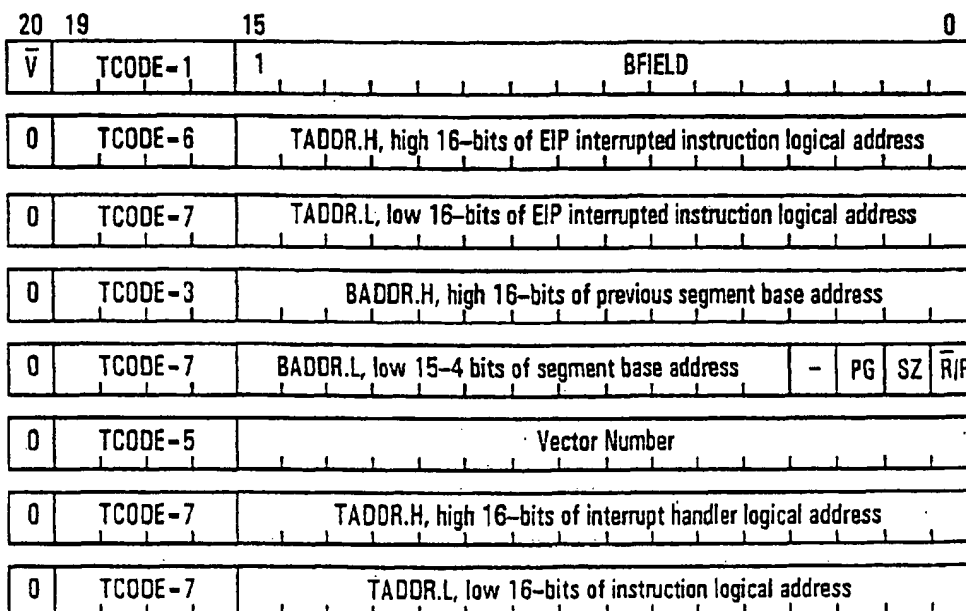 20 19 15 0
V̅ TCODE-1 1 BFIELD
0 TCODE-6 TADDR.H, high 16-bits of EIP interrupted instruction logical address
0 TCODE-7 TADDR.L, low 16-bits of EIP interrupted instruction logical address
0 TCODE-3 BADDR.H, high 16-bits of previous segment base address
0 TCODE-7 BADDR.L, low 15-4 bits of segment base address - PG SZ R̅/P
0 TCODE-5 Vector Number
0 TCODE-7 TADDR.H, high 16-bits of interrupt handler logical address
0 TCODE-7 TADDR.L, low 16-bits of instruction logical address